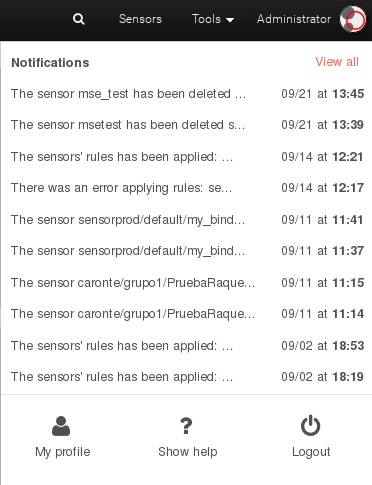 Sensors Tools Administrator
Notifications View all
The sensor mse_test has been deleted ... 09/21 at 13:45
The sensor msetest has been deleted s... 09/21 at 13:39
The sensors' rules has been applied: ... 09/14 at 12:21
There was an error applying rules: se... 09/14 at 12:17
The sensor sensorprod/default/my_bind... 09/11 at 11:41
The sensor sensorprod/default/my_bind... 09/11 at 11:37
The sensor caronte/grupo1/PruebaRaque... 09/11 at 11:15
The sensor caronte/grupo1/PruebaRaque... 09/11 at 11:14
The sensors' rules has been applied: ... 09/02 at 18:53
The sensors' rules has been applied: ... 09/02 at 18:19
My profile Show help Logout